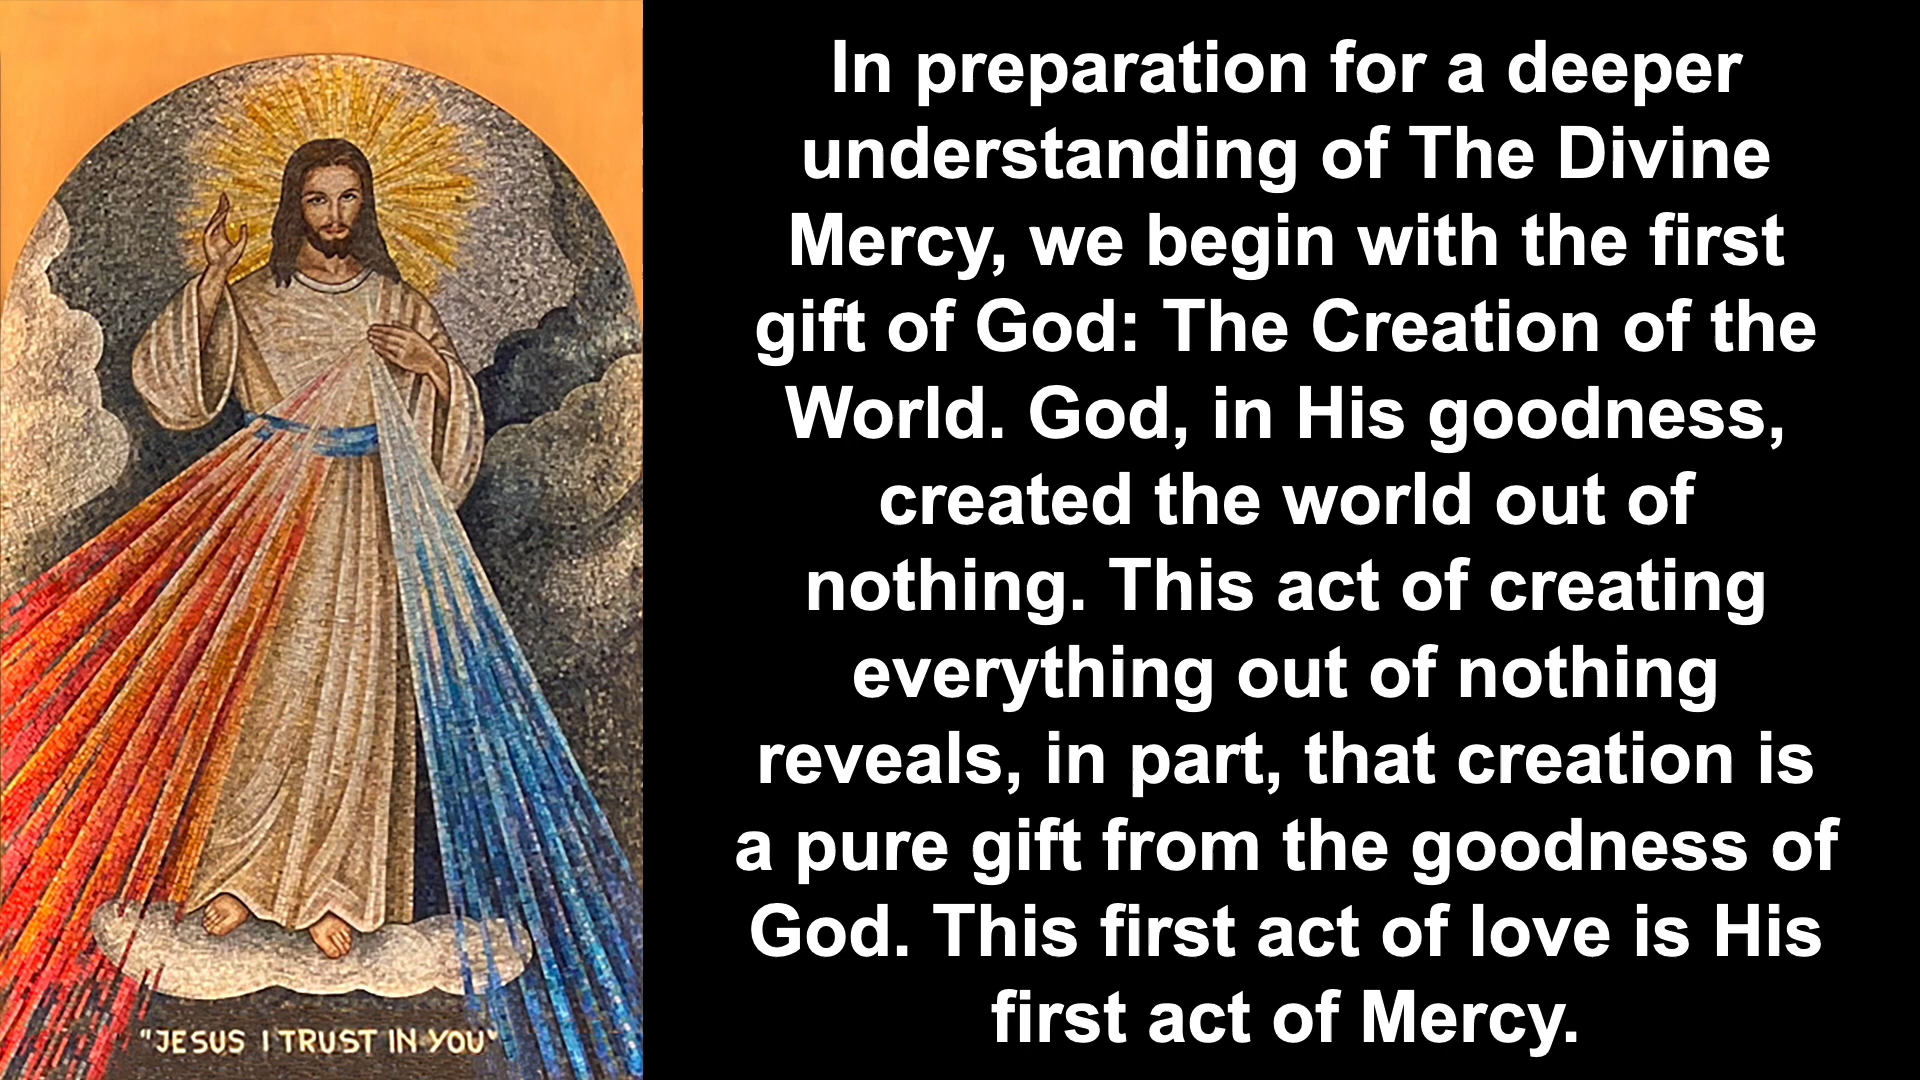 In preparation for a deeper
understanding of The Divine
Mercy, we begin with the first
gift of God: The Creation of the
World. God, in His goodness,
created the world out of
nothing. This act of creating
everything out of nothing
reveals, in part, that creation is
a pure gift from the goodness of
God. This first act of love is His
first act of Mercy.
"JESUS I TRUST IN YOU"